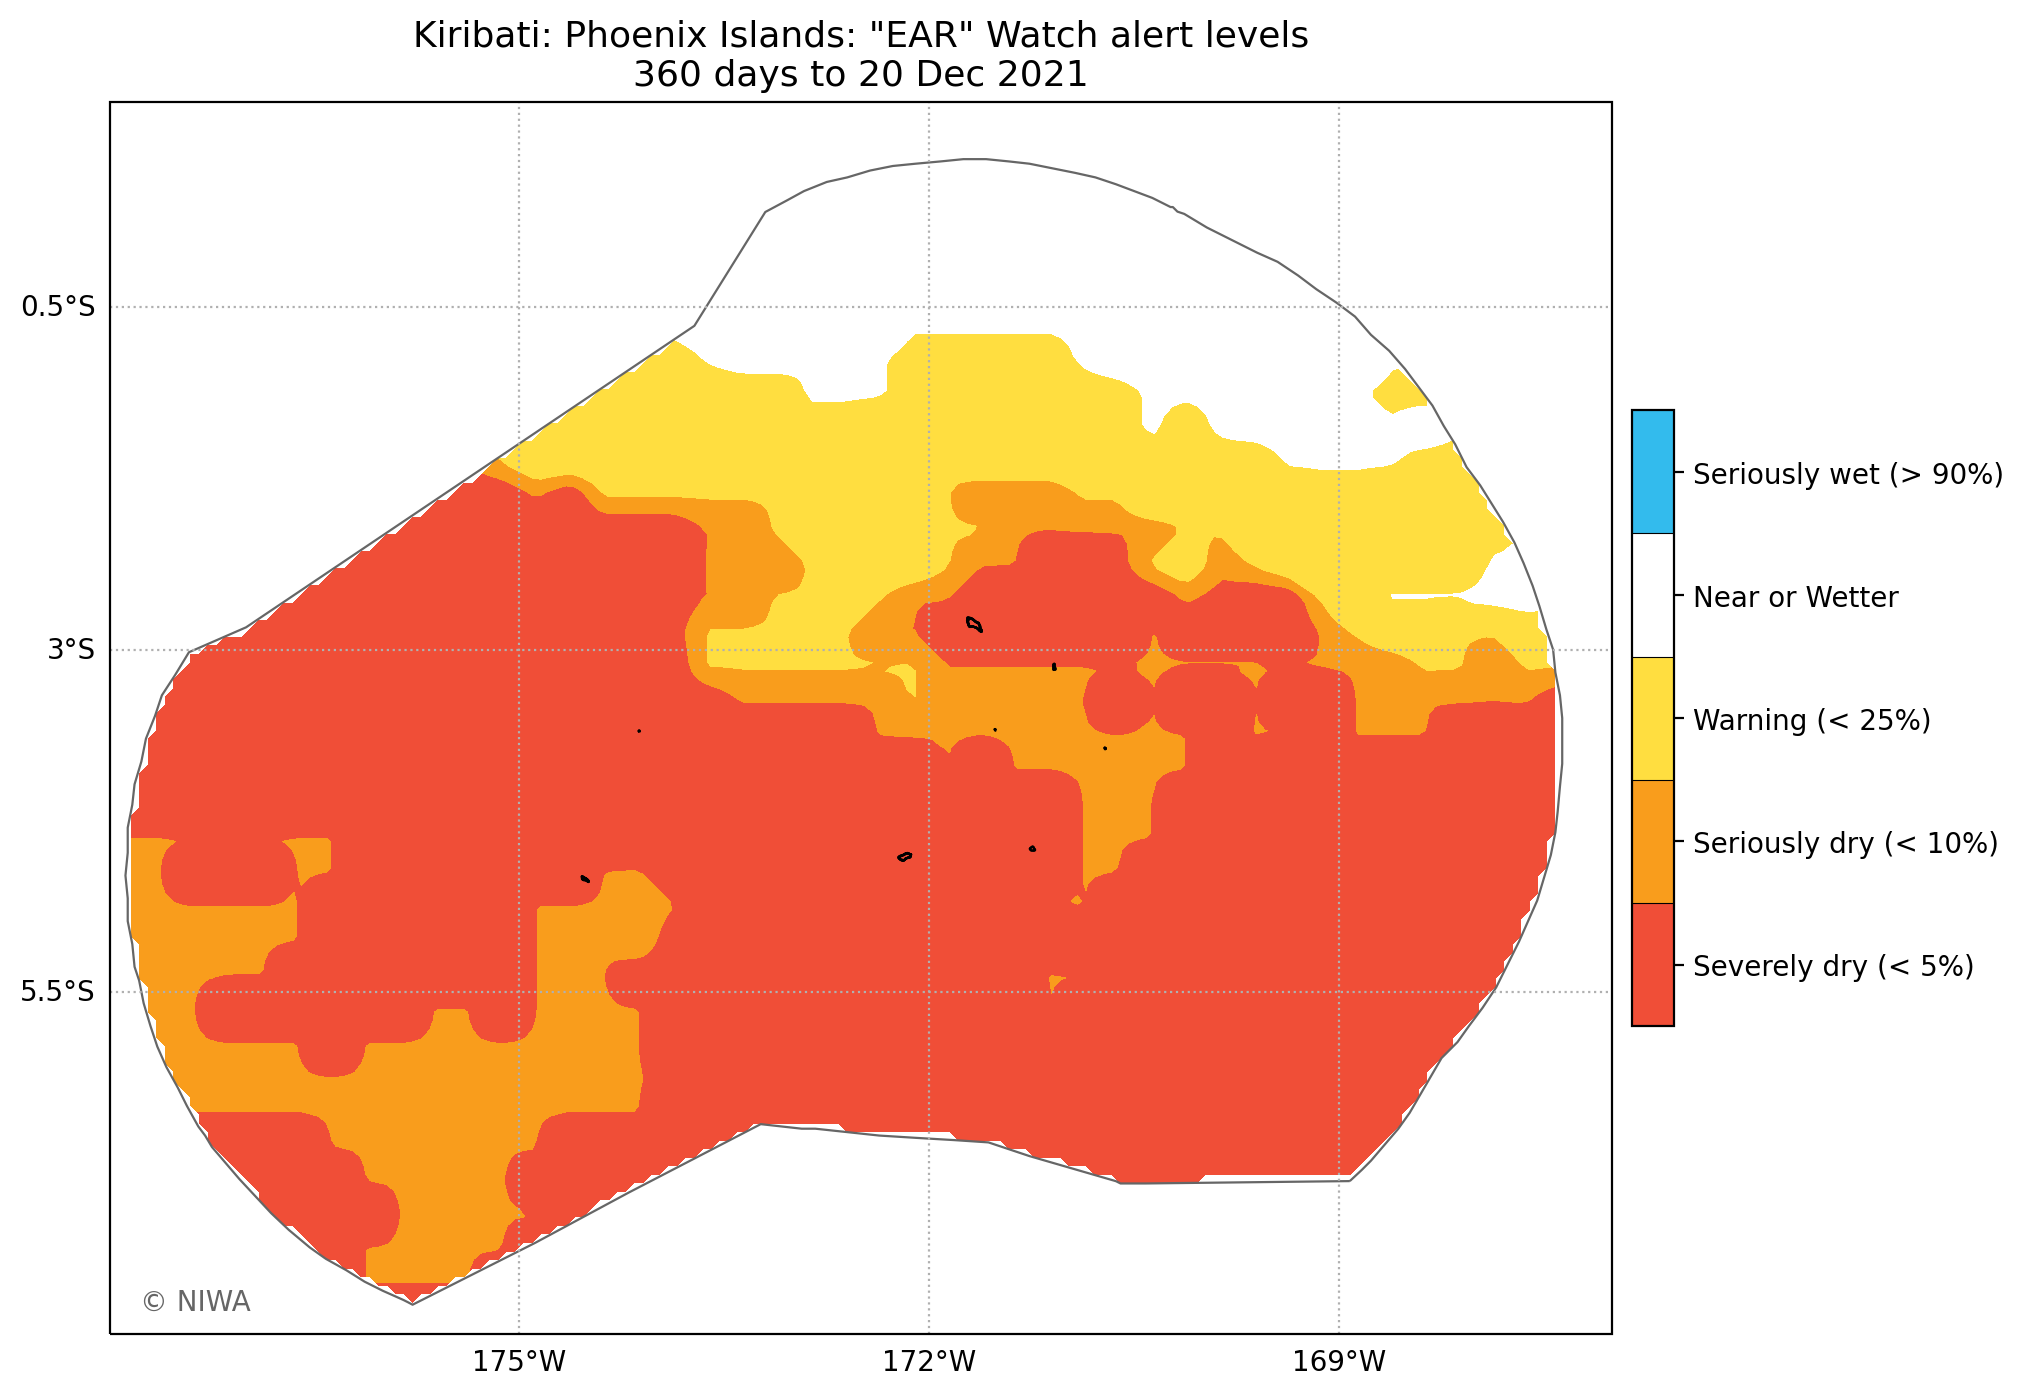 Kiribati: Phoenix Islands: "EAR" Watch alert levels
360 days to 20 Dec 2021
0.5°S
3°S
5.5°S
175°W
172°W
169°W
Seriously wet (> 90%)
Near or Wetter
Warning (< 25%)
Seriously dry (< 10%)
Severely dry (< 5%)
© NIWA